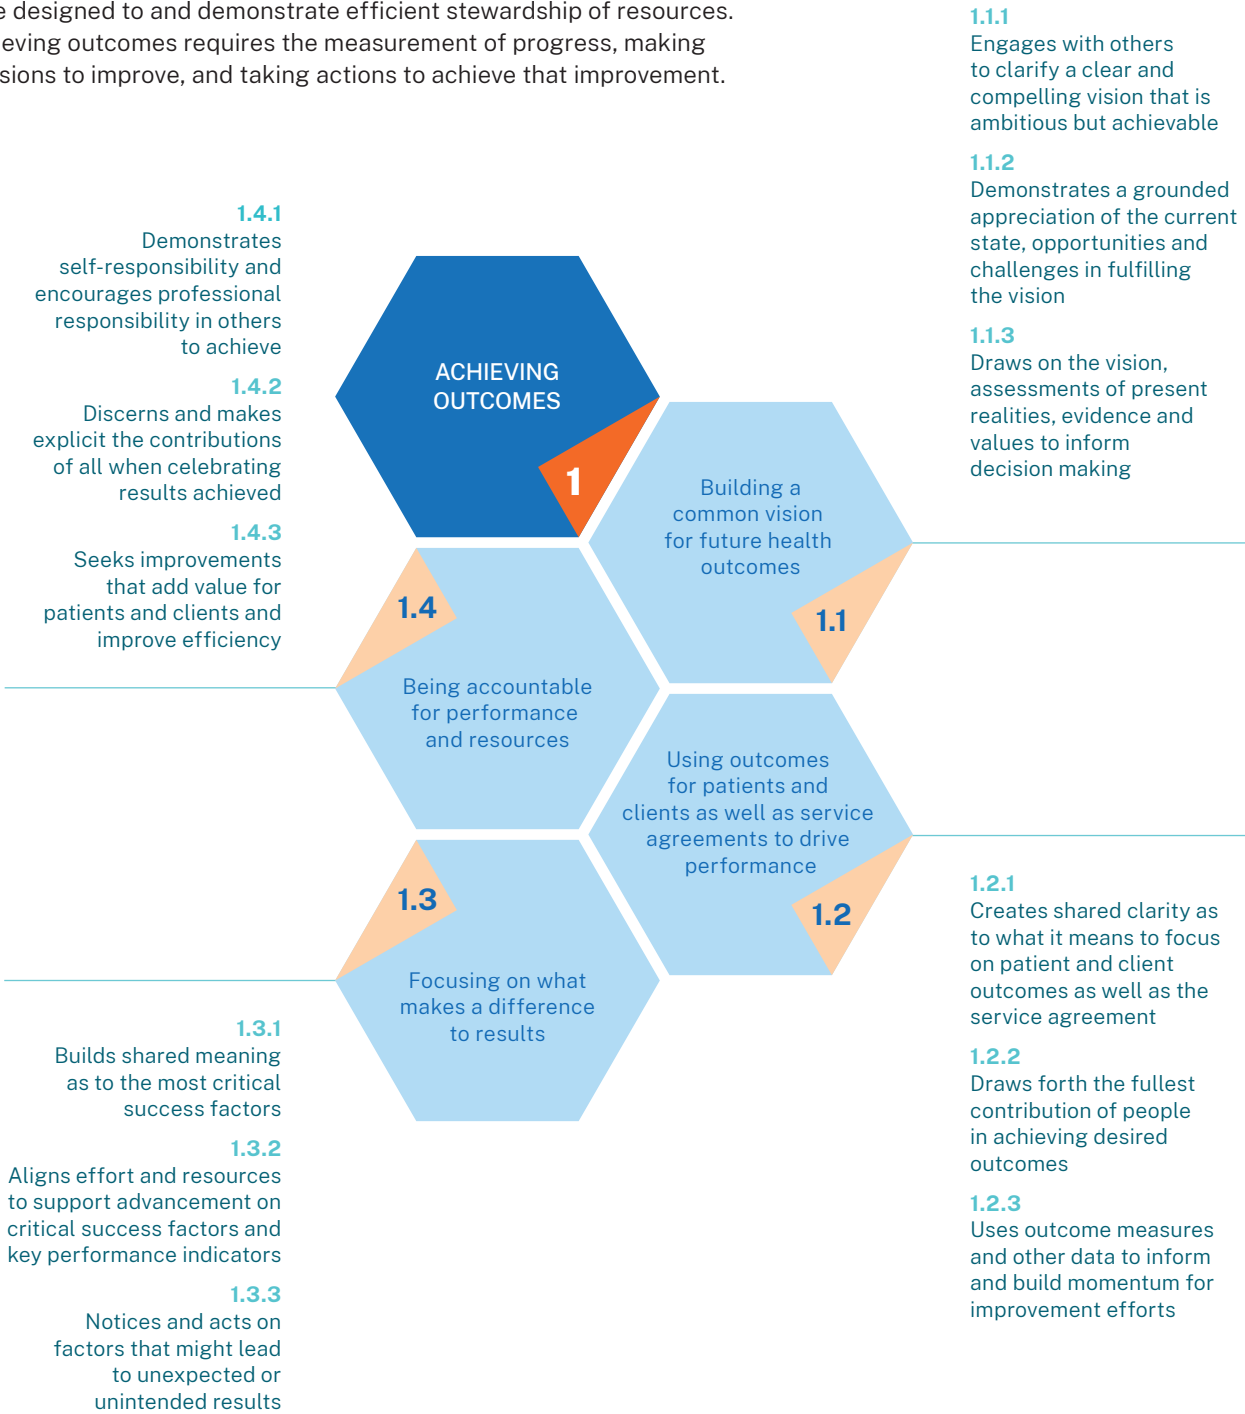 e designed to and demonstrate efficient stewardship of resources.
eving outcomes requires the measurement of progress, making
sions to improve, and taking actions to achieve that improvement.
ACHIEVING
OUTCOMES
1
1.1.1
Engages with others
to clarify a clear and
compelling vision that is
ambitious but achievable
1.1.2
Demonstrates a grounded
appreciation of the current
state, opportunities and
challenges in fulfilling
the vision
1.1.3
Draws on the vision,
assessments of present
realities, evidence and
values to inform
decision making
Building a
common vision
for future health
outcomes
1.1
Using outcomes
for patients and
clients as well as service
agreements to drive
performance
1.2
1.2.1
Creates shared clarity as
to what it means to focus
on patient and client
outcomes as well as the
service agreement
1.2.2
Draws forth the fullest
contribution of people
in achieving desired
outcomes
1.2.3
Uses outcome measures
and other data to inform
and build momentum for
improvement efforts
1.3
Focusing on what
makes a difference
to results
1.3.1
Builds shared meaning
as to the most critical
success factors
1.3.2
Aligns effort and resources
to support advancement on
critical success factors and
key performance indicators
1.3.3
Notices and acts on
factors that might lead
to unexpected or
unintended results
1.4
Being accountable
for performance
and resources
1.4.1
Demonstrates
self-responsibility and
encourages professional
responsibility in others
to achieve
1.4.2
Discerns and makes
explicit the contributions
of all when celebrating
results achieved
1.4.3
Seeks improvements
that add value for
patients and clients and
improve efficiency